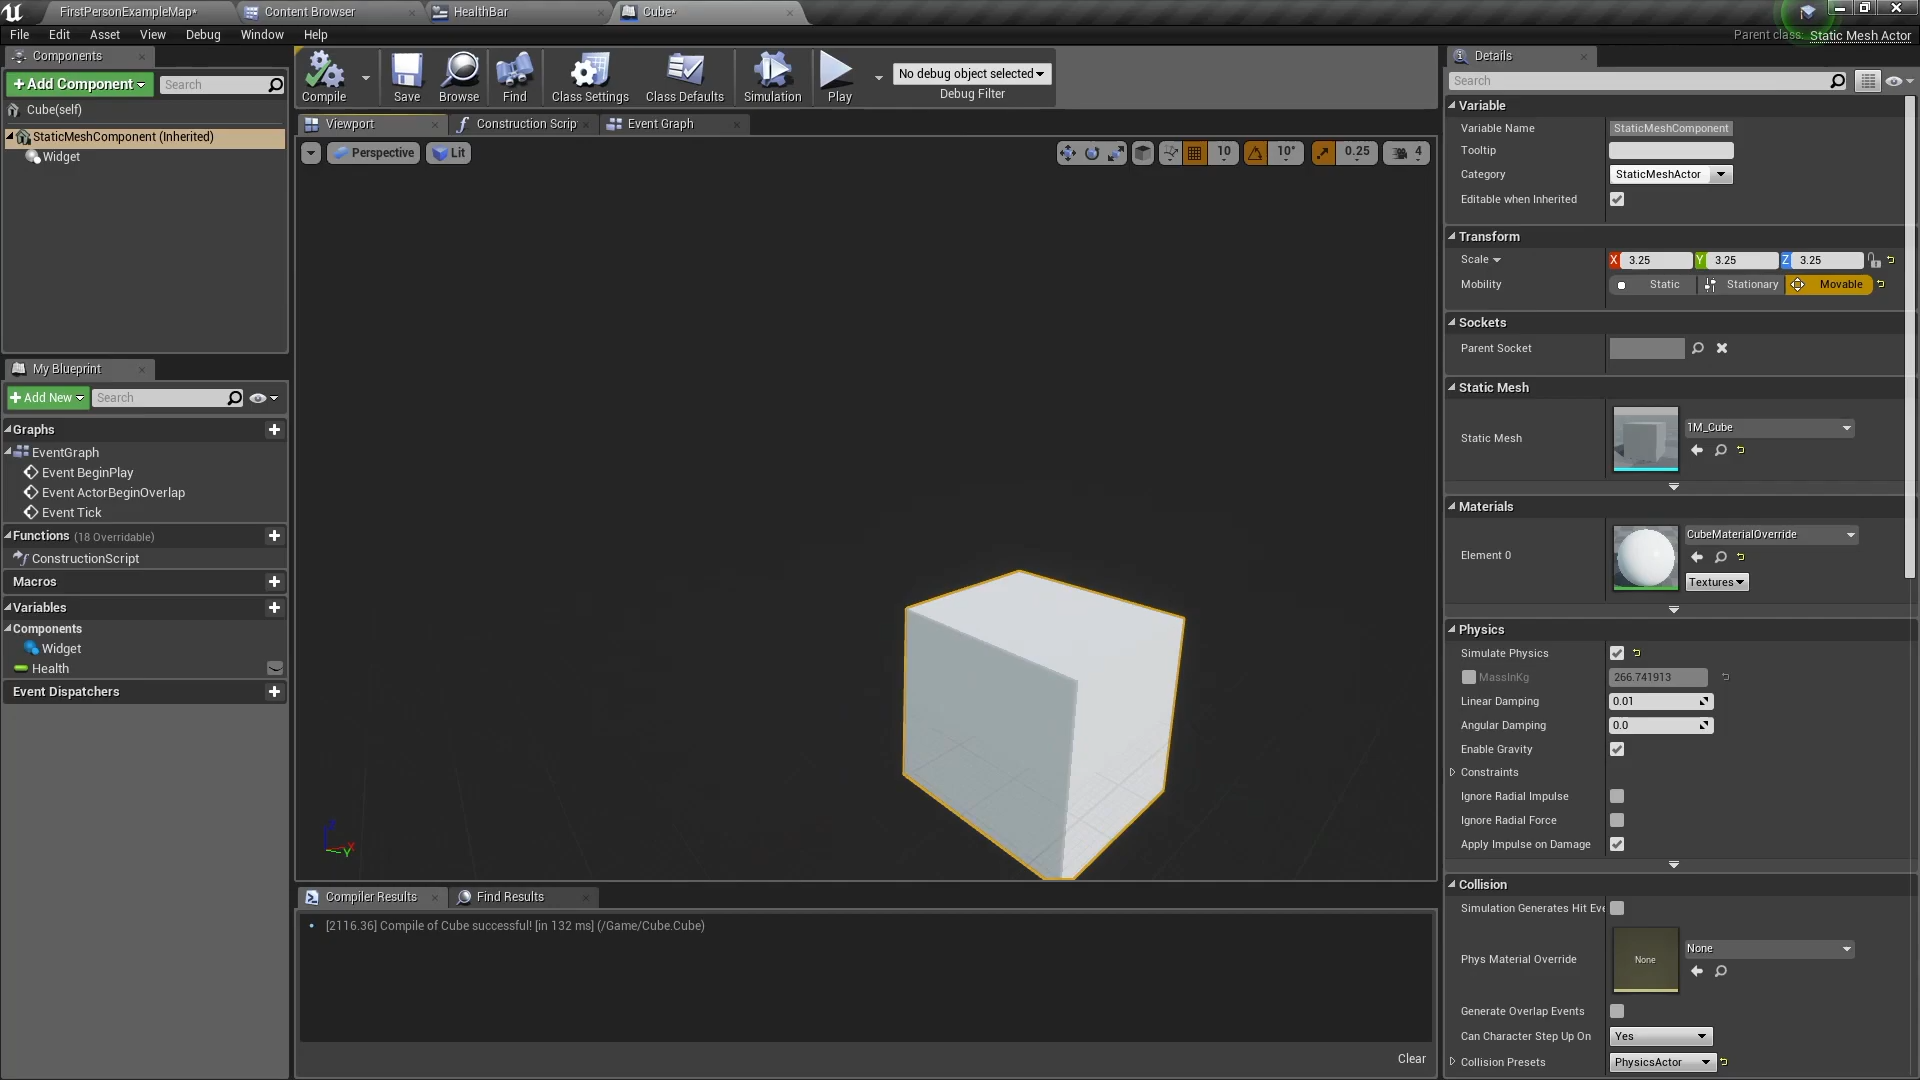 FirstPersonExampleMap*
Content Browser
HealthBar
Cube*
File Edit Asset View Debug Window Help
Parent class: Static Mesh Actor
Components
+ Add Component
Search
Cube(self)
StaticMeshComponent (Inherited)
Widget
My Blueprint
+ Add New
Search
Graphs
EventGraph
Event BeginPlay
Event ActorBeginOverlap
Event Tick
Functions (18 Overridable)
ConstructionScript
Macros
Variables
Components
Widget
Health
Event Dispatchers
Compile
Save
Browse
Find
Class Settings
Class Defaults
Simulation
Play
No debug object selected
Debug Filter
Viewport
Construction Scrip
Event Graph
Perspective
Lit
10
10°
0.25
4
Z
X
Y
Compiler Results
Find Results
[2116.36] Compile of Cube successful! [in 132 ms] (/Game/Cube.Cube)
Clear
Details
Search
Variable
Variable Name StaticMeshComponent
Tooltip
Category StaticMeshActor
Editable when Inherited
Transform
Scale X 3.25 Y 3.25 Z 3.25
Mobility Static Stationary Movable
Sockets
Parent Socket
Static Mesh
Static Mesh 1M_Cube
Materials
Element 0 CubeMaterialOverride
Textures
Physics
Simulate Physics
MassInKg 266.741913
Linear Damping 0.01
Angular Damping 0.0
Enable Gravity
Constraints
Ignore Radial Impulse
Ignore Radial Force
Apply Impulse on Damage
Collision
Simulation Generates Hit Eve
Phys Material Override None None
Generate Overlap Events
Can Character Step Up On Yes
Collision Presets PhysicsActor